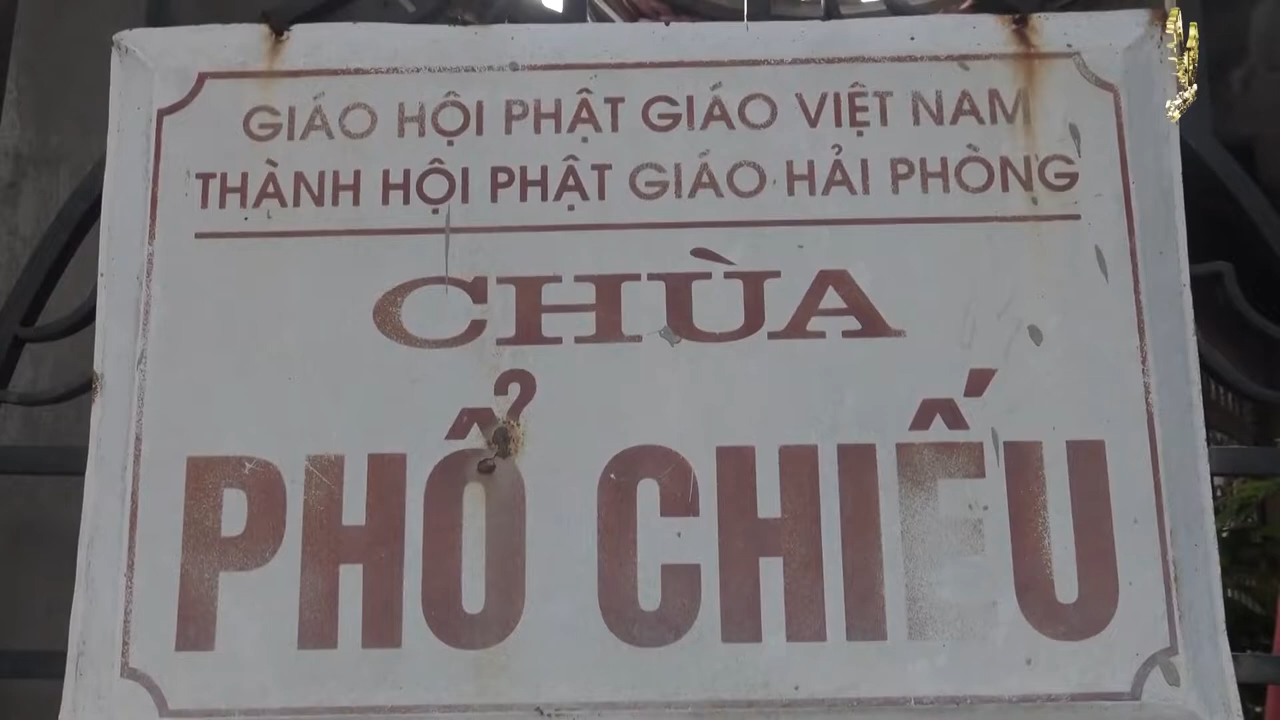 GIÁO HỘI PHẬT GIÁO VIỆT NAM
THÀNH HỘI PHẬT GIÁO HẢI PHÒNG
CHÙA
PHỔ CHIẾU